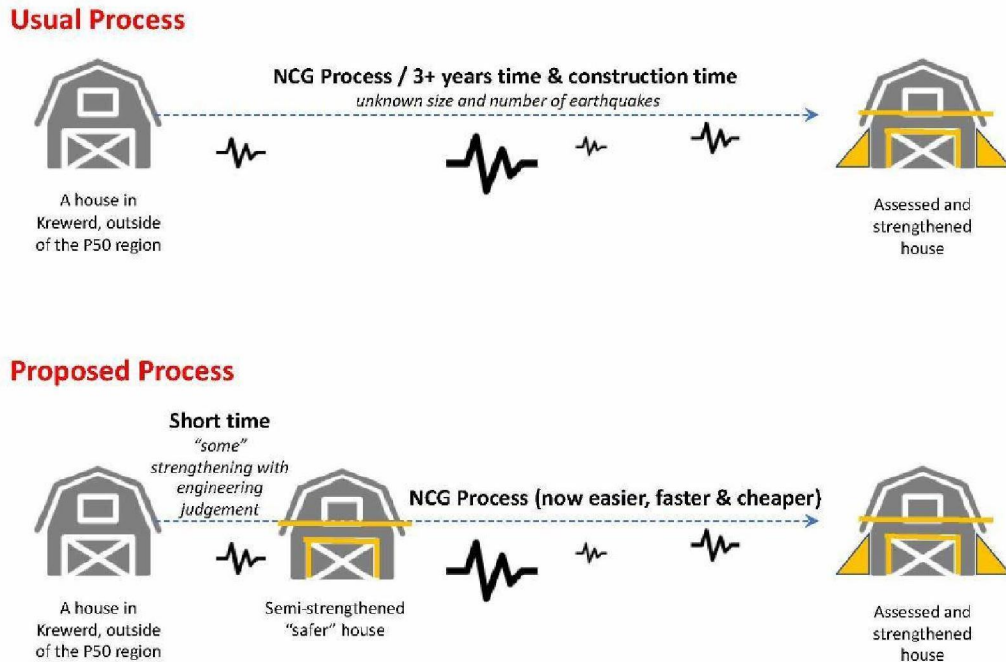 Usual Process
NCG Process / 3+ years time & construction time
unknown size and number of earthquakes
A house in
Krewerd, outside
of the P50 region
Assessed and
strengthened
house
Proposed Process
Short time
“some”
strengthening with
engineering
judgement
NCG Process (now easier, faster & cheaper)
A house in
Krewerd, outside
of the P50 region
Semi-strengthened
“safer” house
Assessed and
strengthened
house